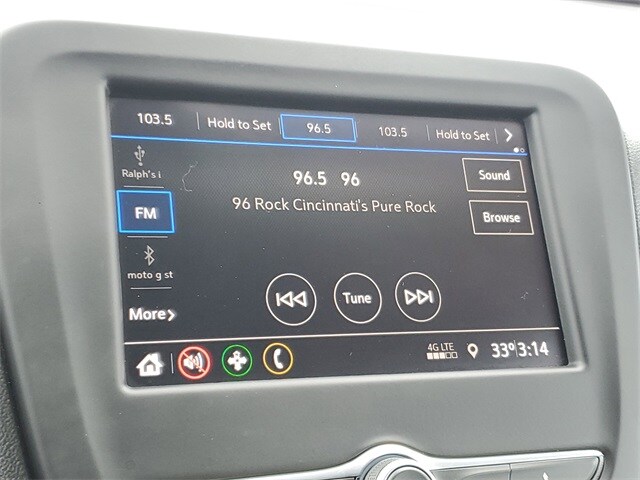 103.5 Hold to Set 96.5 103.5 Hold to Set
Ralph's i
96.5 96
Sound
FM
96 Rock Cincinnati's Pure Rock
Browse
moto g st
More
Tune
4G LTE
33° 3:14